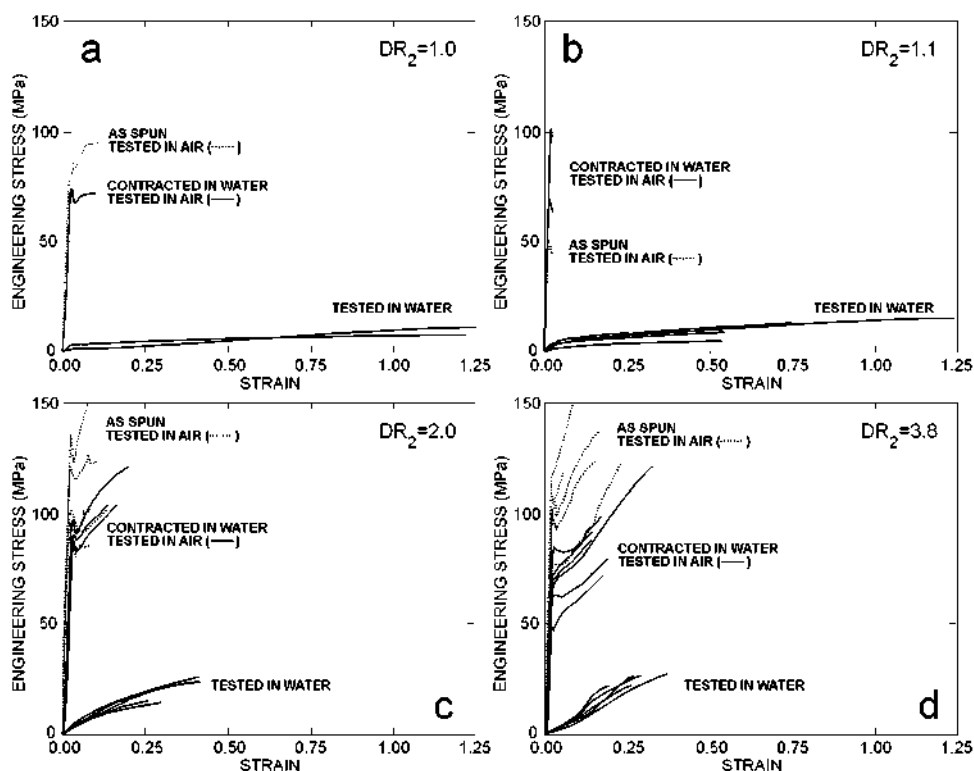 a
DR2=1.0
ENGINEERING STRESS (MPa)
150
100
50
0
AS SPUN
TESTED IN AIR (........)
CONTRACTED IN WATER
TESTED IN AIR (——)
TESTED IN WATER
0.00 0.25 0.50 0.75 1.00 1.25
STRAIN
b
DR2=1.1
ENGINEERING STRESS (MPa)
150
100
50
0
CONTRACTED IN WATER
TESTED IN AIR (——)
AS SPUN
TESTED IN AIR (........)
TESTED IN WATER
0.00 0.25 0.50 0.75 1.00 1.25
STRAIN
c
DR2=2.0
ENGINEERING STRESS (MPa)
150
100
50
0
AS SPUN
TESTED IN AIR (........)
CONTRACTED IN WATER
TESTED IN AIR (——)
TESTED IN WATER
0.00 0.25 0.50 0.75 1.00 1.25
STRAIN
d
DR2=3.8
ENGINEERING STRESS (MPa)
150
100
50
0
AS SPUN
TESTED IN AIR (........)
CONTRACTED IN WATER
TESTED IN AIR (——)
TESTED IN WATER
0.00 0.25 0.50 0.75 1.00 1.25
STRAIN